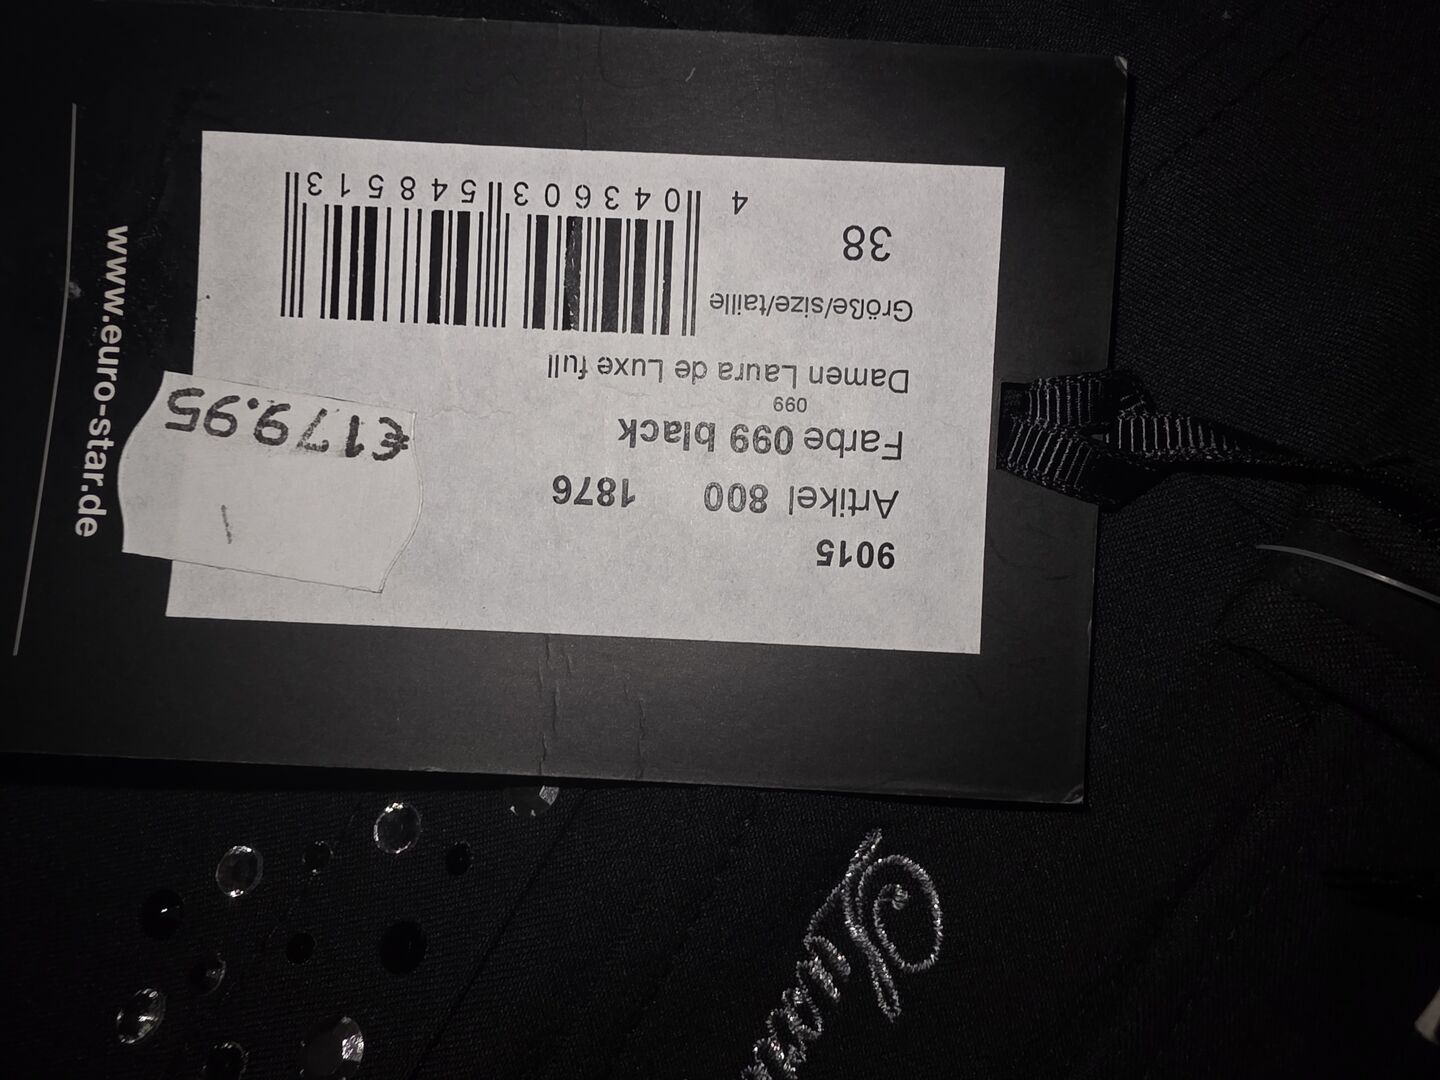 9015
Artikel 800 1876
Farbe 099 black
099
Damen Laura de Luxe full
Größe/size/taille
38
4 043603 548513
€179.95
www.euro-star.de